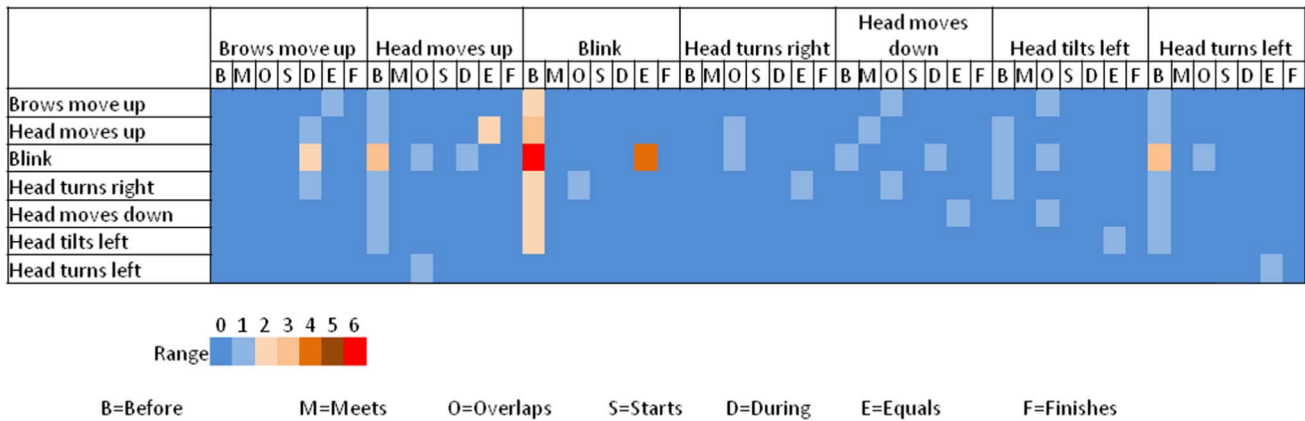 Brows move up Head moves up Blink Head turns right Head moves down Head tilts left Head turns left
B M O S D E F B M O S D E F B M O S D E F B M O S D E F B M O S D E F B M O S D E F B M O S D E F
Brows move up
Head moves up
Blink
Head turns right
Head moves down
Head tilts left
Head turns left
0 1 2 3 4 5 6
Range
B=Before M=Meets O=Overlaps S=Starts D=During E=Equals F=Finishes